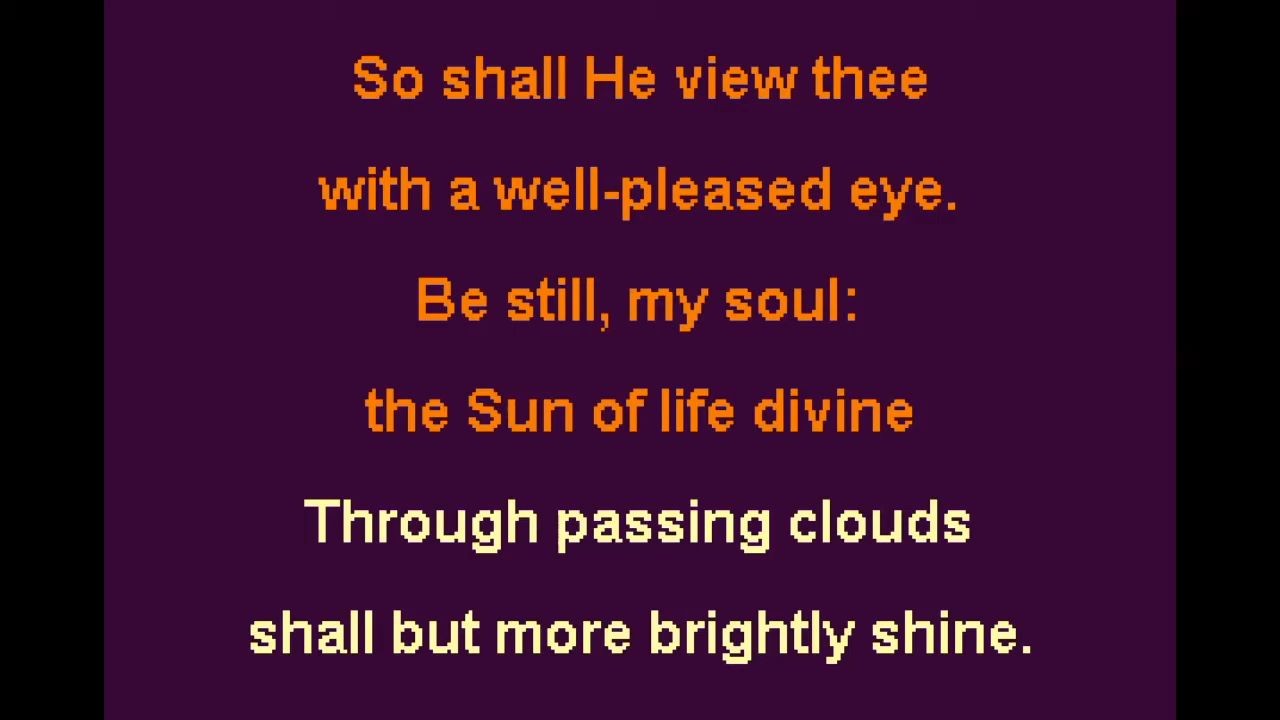 So shall He view thee
with a well-pleased eye.
Be still, my soul:
the Sun of life divine
Through passing clouds
shall but more brightly shine.